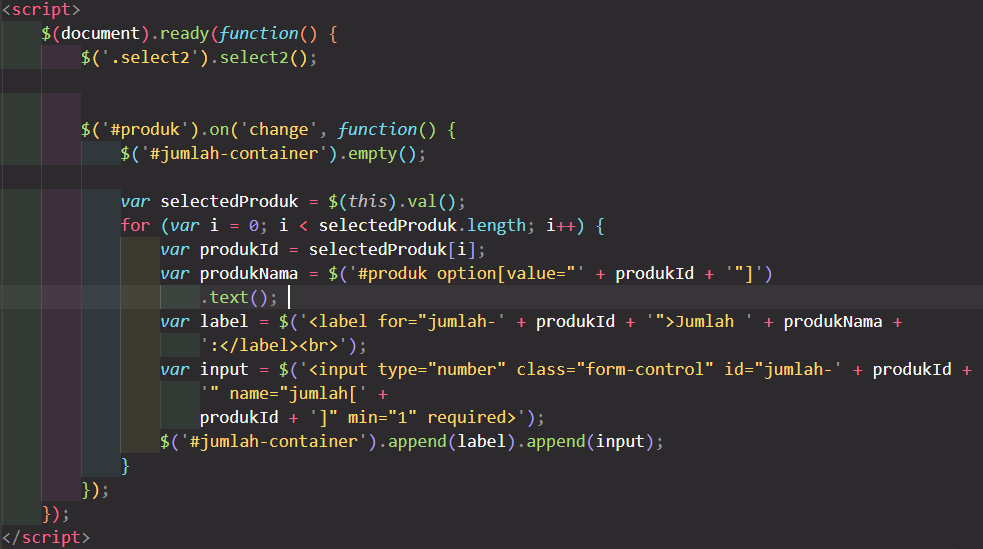 <script>
$(document).ready(function() {
$('.select2').select2();
$('#produk').on('change', function() {
$('#jumlah-container').empty();
var selectedProduk = $(this).val();
for (var i = 0; i < selectedProduk.length; i++) {
var produkId = selectedProduk[i];
var produkNama = $('#produk option[value="' + produkId + '"]')
.text();
var label = $('<label for="jumlah-' + produkId + '">Jumlah ' + produkNama +
':</label><br>');
var input = $('<input type="number" class="form-control" id="jumlah-' + produkId +
'" name="jumlah[' +
produkId + ']" min="1" required>');
$('#jumlah-container').append(label).append(input);
}
});
});
</script>